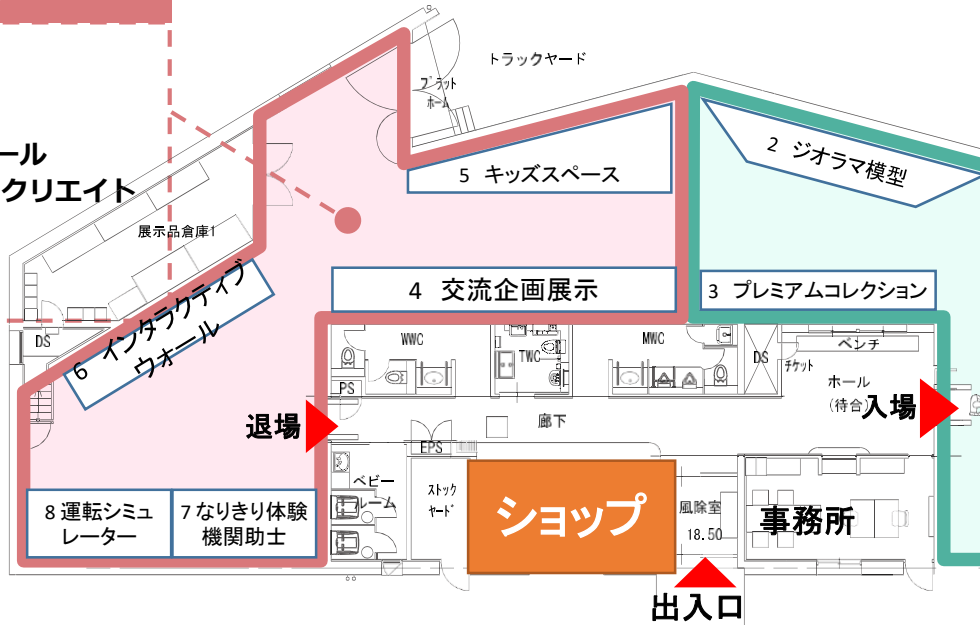 トラックヤード
プラット
ホーム
ール
クリエイト
5 キッズスペース
2 ジオラマ模型
展示品倉庫1
4 交流企画展示
3 プレミアムコレクション
6 インタラクティブ
ウォール
DS
WWC
TWC
MWC
DS
ベンチ
チケット
ホール
(待合)
入場
PS
退場
廊下
EPS
ベビー
ルーム
ストック
ヤード
ショップ
風除室
18.50
事務所
8 運転シミュ
レーター
7 なりきり体験
機関助士
出入口